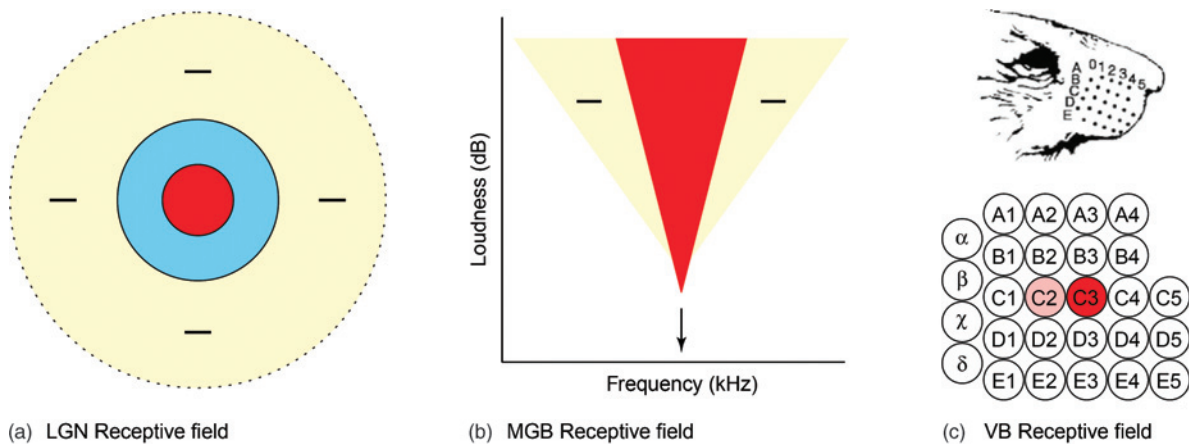 −
− −
−
(a) LGN Receptive field
Loudness (dB)
− −
Frequency (kHz)
(b) MGB Receptive field
A 0 1 2 3 4 5
B
C
D
E
A1 A2 A3 A4
α
B1 B2 B3 B4
β
C1 C2 C3 C4 C5
χ
D1 D2 D3 D4 D5
δ
E1 E2 E3 E4 E5
(c) VB Receptive field